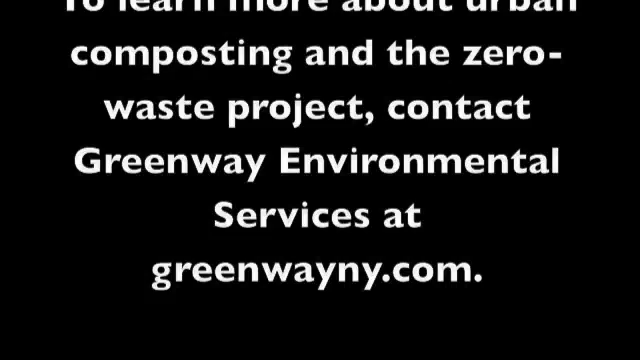 To learn more about urban
composting and the zero-
waste project, contact
Greenway Environmental
Services at
greenwayny.com.